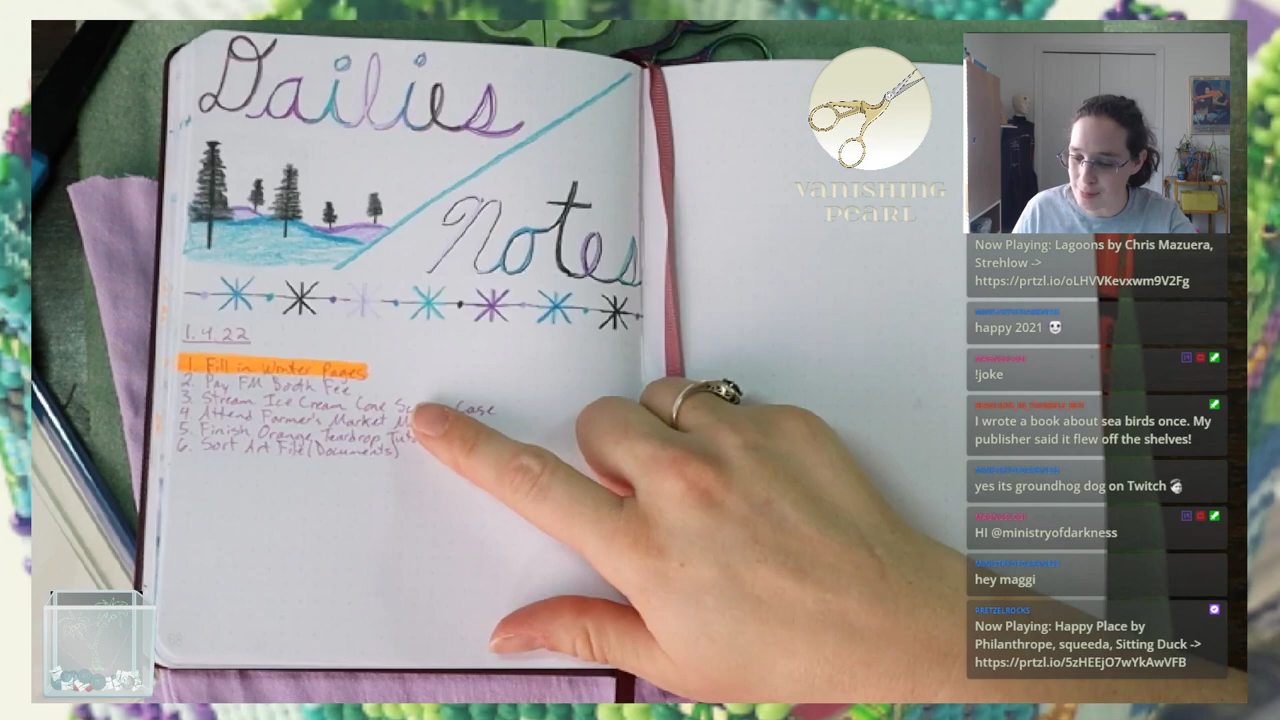 Dailies
Notes
1.4.22
1. Fill in Winter Pages
2. Pay FM Booth Fee
3. Stream Ice Cream Cone Case
4. Attend Farmer's Market
5. Finish Orange Teardrop
6. Sort Art File (Documents)
VANISHING
PEARL
Now Playing: Lagoons by Chris Mazuera,
Strehlow ->
https://prtzl.io/oLHVVKevxwm9V2Fg
happy 2021
!joke
I wrote a book about sea birds once. My
publisher said it flew off the shelves!
yes its groundhog dog on Twitch
HI @ministryofdarkness
hey maggi
PRETZELROCKS
Now Playing: Happy Place by
Philanthrope, squeeda, Sitting Duck ->
https://prtzl.io/5zHEEjO7wYkAwVFB